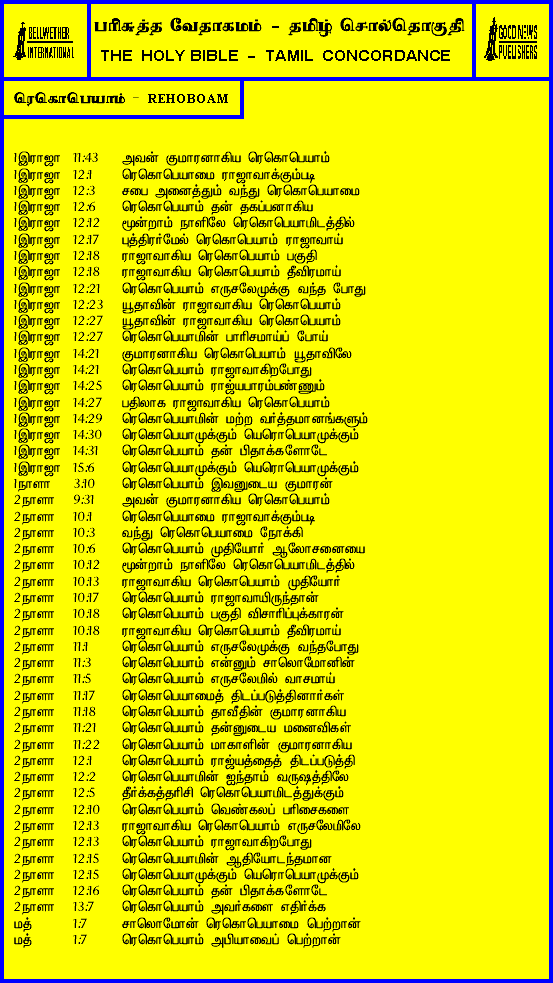 BELLWETHER INTERNATIONAL
பரிசுத்த வேதாகமம் - தமிழ் சொல்தொகுதி
THE HOLY BIBLE - TAMIL CONCORDANCE
GOOD NEWS PUBLISHERS
ரெகொபெயாம் - REHOBOAM
1இராஜா 11:43 அவன் குமாரனாகிய ரெகொபெயாம்
1இராஜா 12:1 ரெகொபெயாமை ராஜாவாக்கும்படி
1இராஜா 12:3 சபை அனைத்தும் வந்து ரெகொபெயாமை
1இராஜா 12:6 ரெகொபெயாம் தன் தகப்பனாகிய
1இராஜா 12:12 மூன்றாம் நாளிலே ரெகொபெயாமிடத்தில்
1இராஜா 12:17 புத்திரர்மேல் ரெகொபெயாம் ராஜாவாய்
1இராஜா 12:18 ராஜாவாகிய ரெகொபெயாம் பகுதி
1இராஜா 12:18 ராஜாவாகிய ரெகொபெயாம் தீவிரமாய்
1இராஜா 12:21 ரெகொபெயாம் எருசலேமுக்கு வந்த போது
1இராஜா 12:23 யூதாவின் ராஜாவாகிய ரெகொபெயாம்
1இராஜா 12:27 யூதாவின் ராஜாவாகிய ரெகொபெயாம்
1இராஜா 12:27 ரெகொபெயாமின் பாரிசமாய்ப் போய்
1இராஜா 14:21 குமாரனாகிய ரெகொபெயாம் யூதாவிலே
1இராஜா 14:21 ரெகொபெயாம் ராஜாவாகிறபோது
1இராஜா 14:25 ரெகொபெயாம் ராஜ்யபாரம்பண்ணும்
1இராஜா 14:27 பதிலாக ராஜாவாகிய ரெகொபெயாம்
1இராஜா 14:29 ரெகொபெயாமின் மற்ற வர்த்தமானங்களும்
1இராஜா 14:30 ரெகொபெயாமுக்கும் யெரொபெயாமுக்கும்
1இராஜா 14:31 ரெகொபெயாம் தன் பிதாக்களோடே
1இராஜா 15:6 ரெகொபெயாமுக்கும் யெரொபெயாமுக்கும்
1நாளா 3:10 ரெகொபெயாம் இவனுடைய குமாரன்
2நாளா 9:31 அவன் குமாரனாகிய ரெகொபெயாம்
2நாளா 10:1 ரெகொபெயாமை ராஜாவாக்கும்படி
2நாளா 10:3 வந்து ரெகொபெயாமை நோக்கி
2நாளா 10:6 ரெகொபெயாம் முதியோர் ஆலோசனையை
2நாளா 10:12 மூன்றாம் நாளிலே ரெகொபெயாமிடத்தில்
2நாளா 10:13 ராஜாவாகிய ரெகொபெயாம் முதியோர்
2நாளா 10:17 ரெகொபெயாம் ராஜாவாயிருந்தான்
2நாளா 10:18 ரெகொபெயாம் பகுதி விசாரிப்புக்காரன்
2நாளா 10:18 ராஜாவாகிய ரெகொபெயாம் தீவிரமாய்
2நாளா 11:1 ரெகொபெயாம் எருசலேமுக்கு வந்தபோது
2நாளா 11:3 ரெகொபெயாம் என்னும் சாலொமோனின்
2நாளா 11:5 ரெகொபெயாம் எருசலேமில் வாசமாய்
2நாளா 11:17 ரெகொபெயாமைத் திடப்படுத்தினார்கள்
2நாளா 11:18 ரெகொபெயாம் தாவீதின் குமாரனாகிய
2நாளா 11:21 ரெகொபெயாம் தன்னுடைய மனைவிகள்
2நாளா 11:22 ரெகொபெயாம் மாகாளின் குமாரனாகிய
2நாளா 12:1 ரெகொபெயாம் ராஜ்யத்தைத் திடப்படுத்தி
2நாளா 12:2 ரெகொபெயாமின் ஐந்தாம் வருஷத்திலே
2நாளா 12:5 தீர்க்கத்தரிசி ரெகொபெயாமிடத்துக்கும்
2நாளா 12:10 ரெகொபெயாம் வெண்கலப் பரிசைகளை
2நாளா 12:13 ராஜாவாகிய ரெகொபெயாம் எருசலேமிலே
2நாளா 12:13 ரெகொபெயாம் ராஜாவாகிறபோது
2நாளா 12:15 ரெகொபெயாமின் ஆதியோடந்தமான
2நாளா 12:15 ரெகொபெயாமுக்கும் யெரொபெயாமுக்கும்
2நாளா 12:16 ரெகொபெயாம் தன் பிதாக்களோடே
2நாளா 13:7 ரெகொபெயாம் அவர்களை எதிர்க்க
மத் 1:7 சாலொமோன் ரெகொபெயாமை பெற்றான்
மத் 1:7 ரெகொபெயாம் அபியாவைப் பெற்றான்